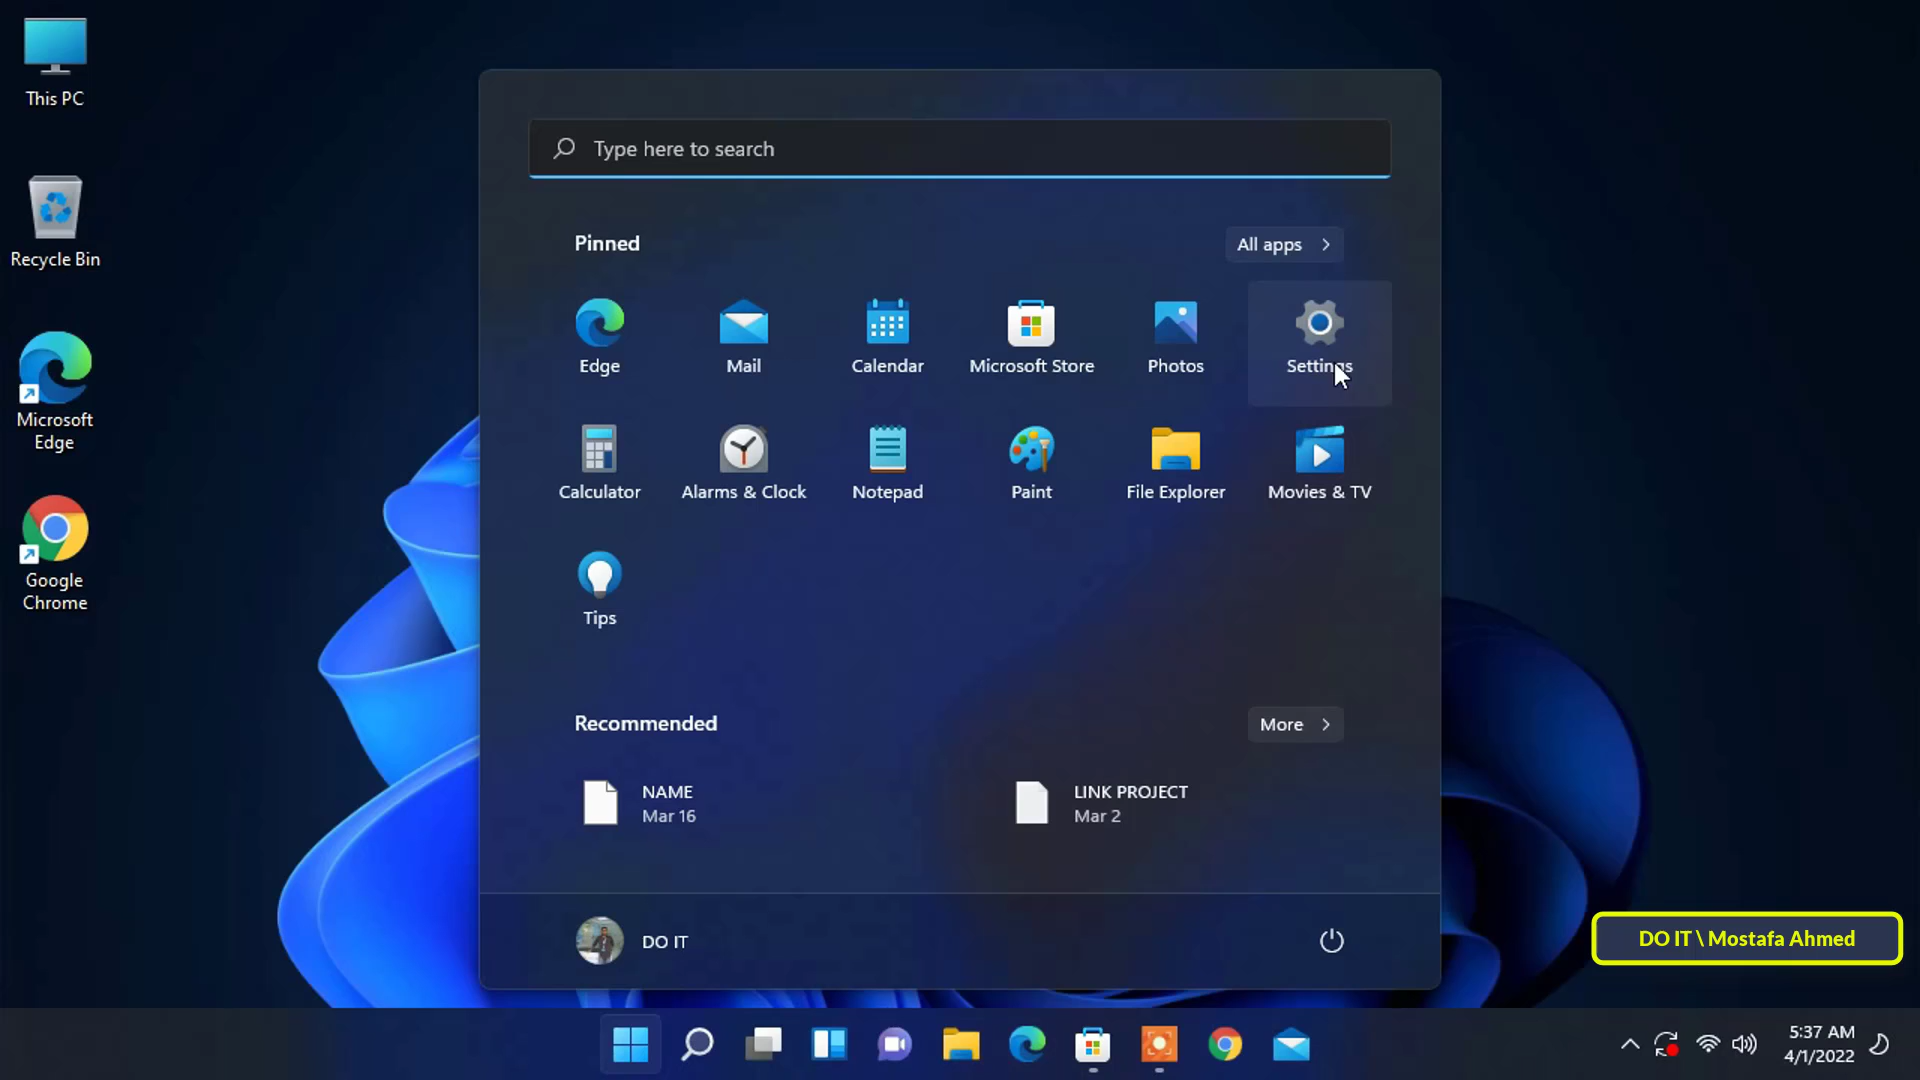 This PC
Recycle Bin
Microsoft
Edge
Google
Chrome
Type here to search
Pinned
All apps
Edge
Mail
Calendar
Microsoft Store
Photos
Settings
Calculator
Alarms & Clock
Notepad
Paint
File Explorer
Movies & TV
Tips
Recommended
More
NAME
Mar 16
LINK PROJECT
Mar 2
DO IT
DO IT \ Mostafa Ahmed
5:37 AM
4/1/2022